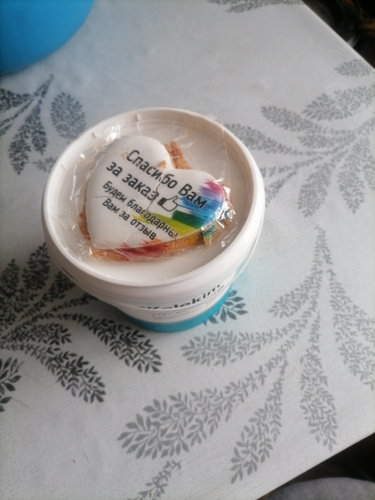 Спасибо Вам
за заказ
Будем благодарны
Вам за отзыв